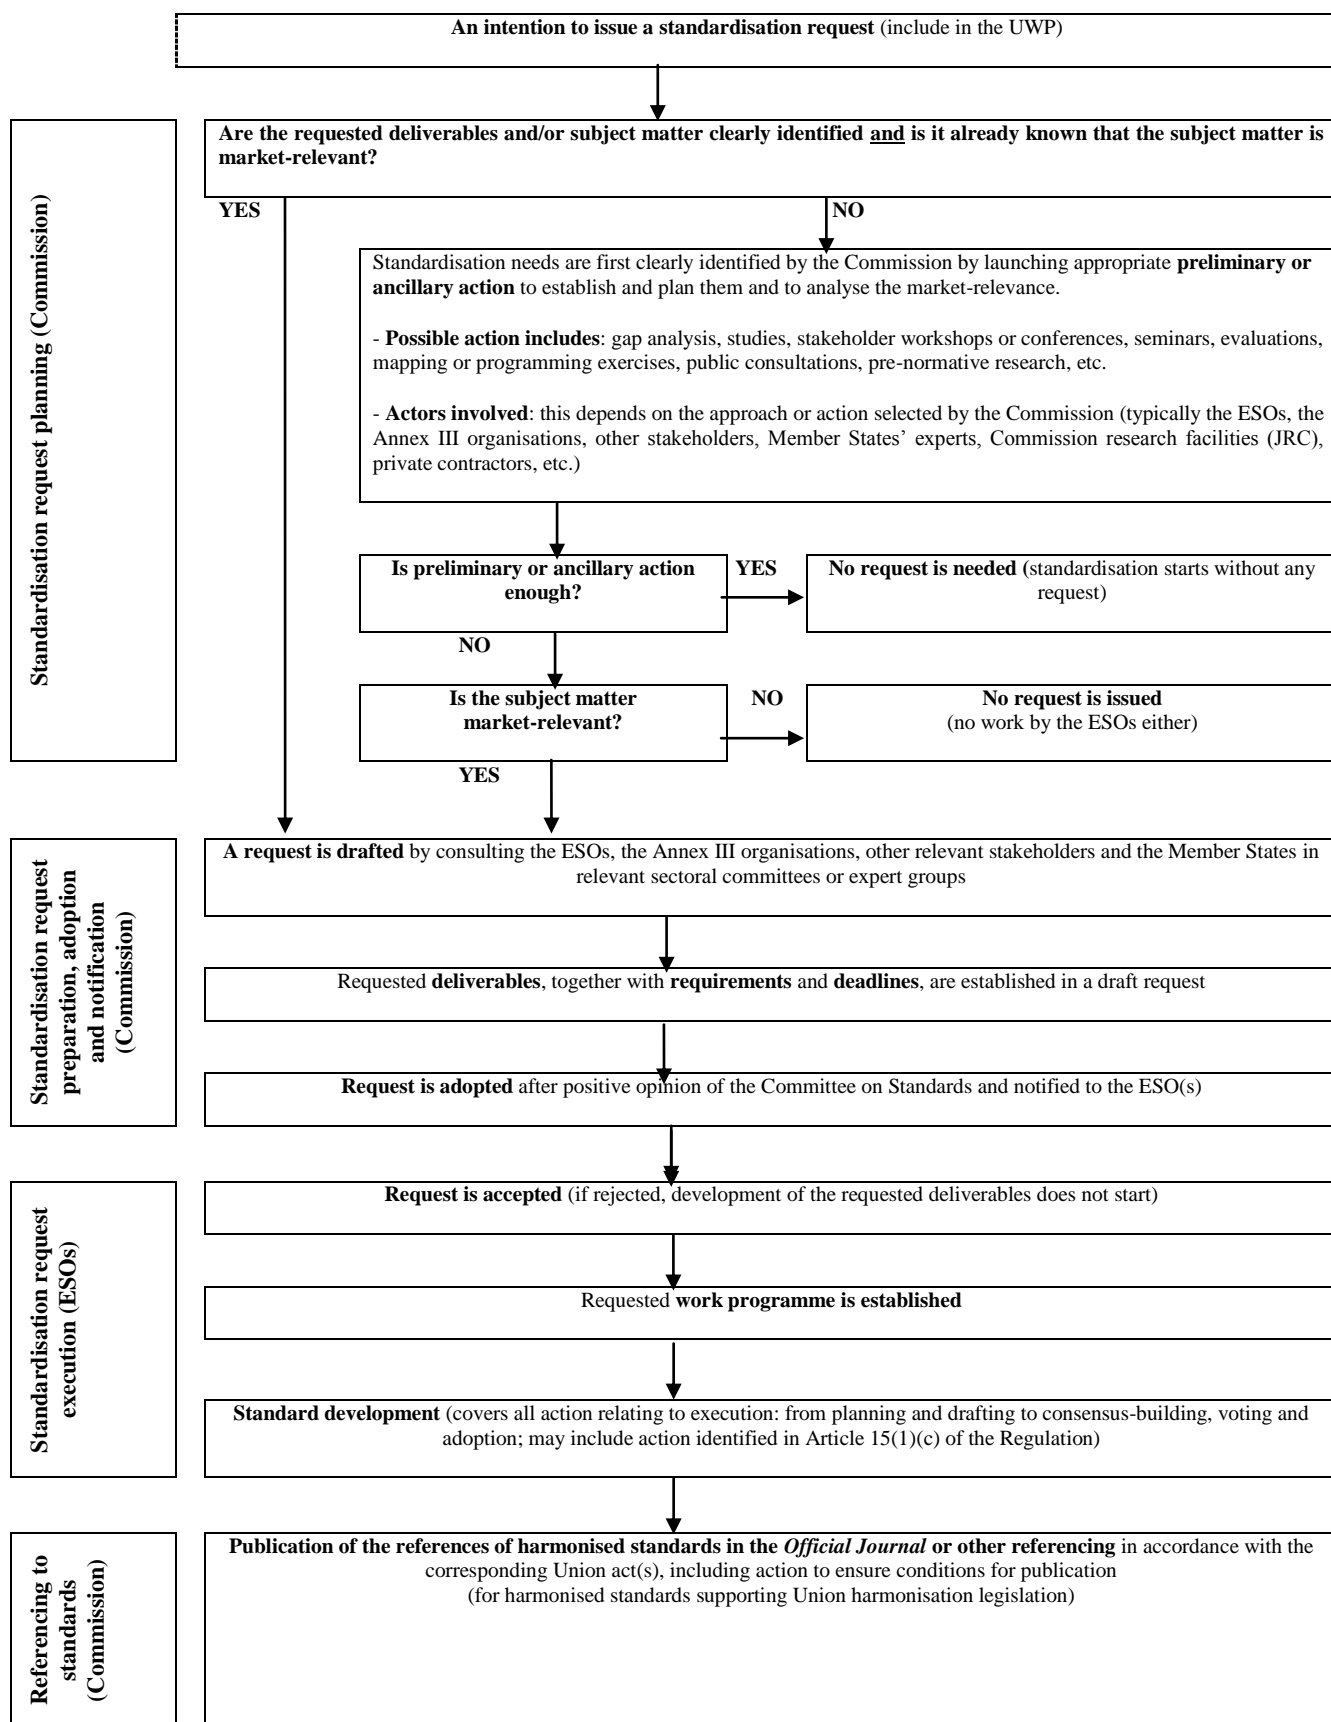 An intention to issue a standardisation request (include in the UWP)
Standardisation request planning (Commission)
Are the requested deliverables and/or subject matter clearly identified and is it already known that the subject matter is
market-relevant?
YES
NO
Standardisation needs are first clearly identified by the Commission by launching appropriate preliminary or
ancillary action to establish and plan them and to analyse the market-relevance.
- Possible action includes: gap analysis, studies, stakeholder workshops or conferences, seminars, evaluations,
mapping or programming exercises, public consultations, pre-normative research, etc.
- Actors involved: this depends on the approach or action selected by the Commission (typically the ESOs, the
Annex III organisations, other stakeholders, Member States’ experts, Commission research facilities (JRC),
private contractors, etc.)
Is preliminary or ancillary action
enough?
YES
No request is needed (standardisation starts without any
request)
NO
Is the subject matter
market-relevant?
NO
No request is issued
(no work by the ESOs either)
YES
Standardisation request
preparation, adoption
and notification
(Commission)
A request is drafted by consulting the ESOs, the Annex III organisations, other relevant stakeholders and the Member States in
relevant sectoral committees or expert groups
Requested deliverables, together with requirements and deadlines, are established in a draft request
Request is adopted after positive opinion of the Committee on Standards and notified to the ESO(s)
Standardisation request
execution (ESOs)
Request is accepted (if rejected, development of the requested deliverables does not start)
Requested work programme is established
Standard development (covers all action relating to execution: from planning and drafting to consensus-building, voting and
adoption; may include action identified in Article 15(1)(c) of the Regulation)
Referencing to
standards
(Commission)
Publication of the references of harmonised standards in the Official Journal or other referencing in accordance with the
corresponding Union act(s), including action to ensure conditions for publication
(for harmonised standards supporting Union harmonisation legislation)